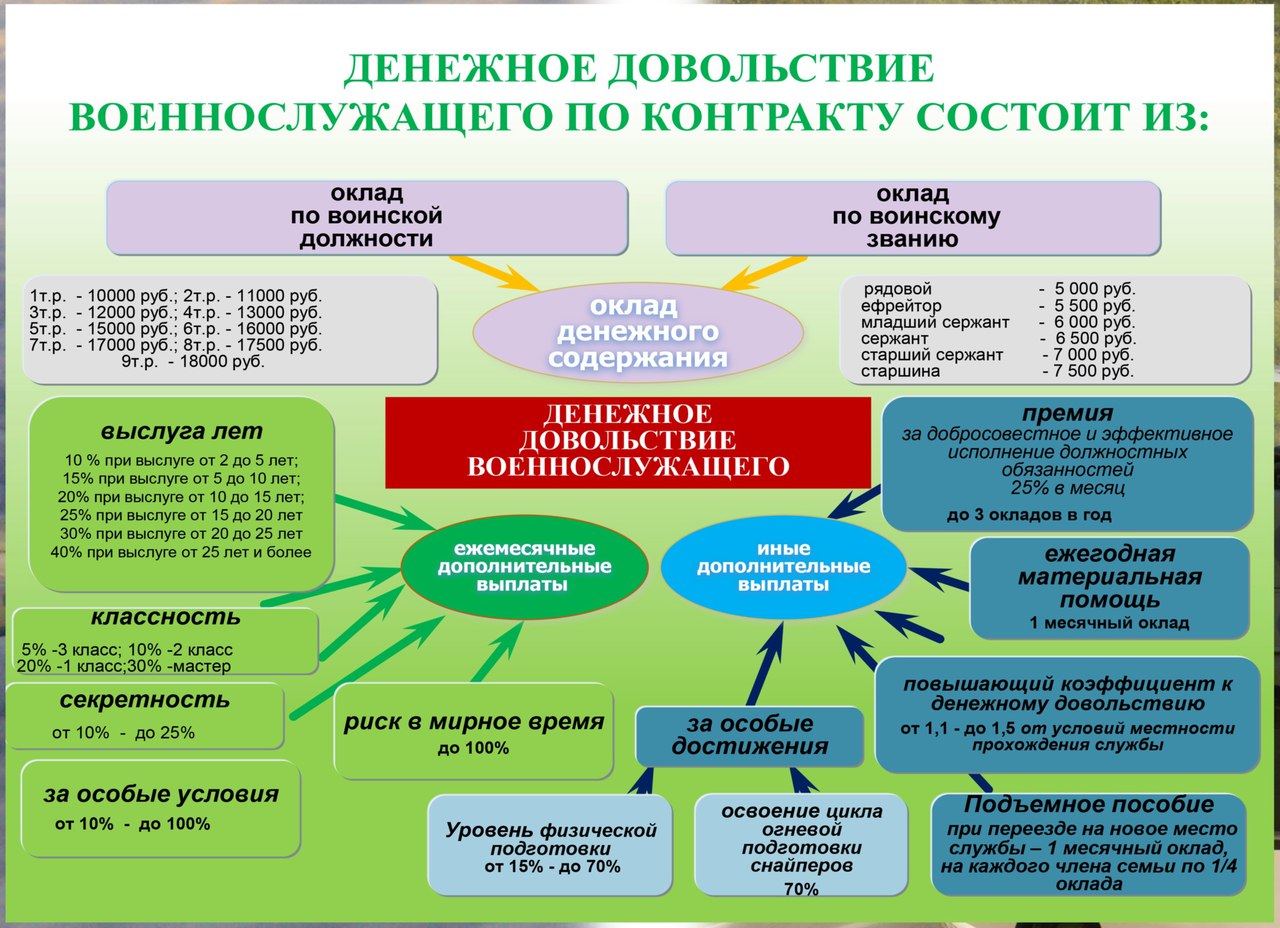 ДЕНЕЖНОЕ ДОВОЛЬСТВИЕ
ВОЕННОСЛУЖАЩЕГО ПО КОНТРАКТУ СОСТОИТ ИЗ:
оклад
по воинской
должности
оклад
по воинскому
званию
1т.р. - 10000 руб.; 2т.р. - 11000 руб.
3т.р. - 12000 руб.; 4т.р. - 13000 руб.
5т.р. - 15000 руб.; 6т.р. - 16000 руб.
7т.р. - 17000 руб.; 8т.р. - 17500 руб.
9т.р. - 18000 руб.
оклад
денежного
содержания
рядовой - 5 000 руб.
ефрейтор - 5 500 руб.
младший сержант - 6 000 руб.
сержант - 6 500 руб.
старший сержант - 7 000 руб.
старшина - 7 500 руб.
ДЕНЕЖНОЕ
ДОВОЛЬСТВИЕ
ВОЕННОСЛУЖАЩЕГО
выслуга лет
10 % при выслуге от 2 до 5 лет;
15% при выслуге от 5 до 10 лет;
20% при выслуге от 10 до 15 лет;
25% при выслуге от 15 до 20 лет
30% при выслуге от 20 до 25 лет
40% при выслуге от 25 лет и более
премия
за добросовестное и эффективное
исполнение должностных
обязанностей
25% в месяц
до 3 окладов в год
ежемесячные
дополнительные
выплаты
иные
дополнительные
выплаты
ежегодная
материальная
помощь
1 месячный оклад
классность
5% -3 класс; 10% -2 класс
20% -1 класс;30% -мастер
секретность
от 10% - до 25%
риск в мирное время
до 100%
за особые
достижения
повышающий коэффициент к
денежному довольствию
от 1,1 - до 1,5 от условий местности
прохождения службы
за особые условия
от 10% - до 100%
Уровень физической
подготовки
от 15% - до 70%
освоение цикла
огневой
подготовки
снайперов
70%
Подъемное пособие
при переезде на новое место
службы – 1 месячный оклад,
на каждого члена семьи по 1/4
оклада